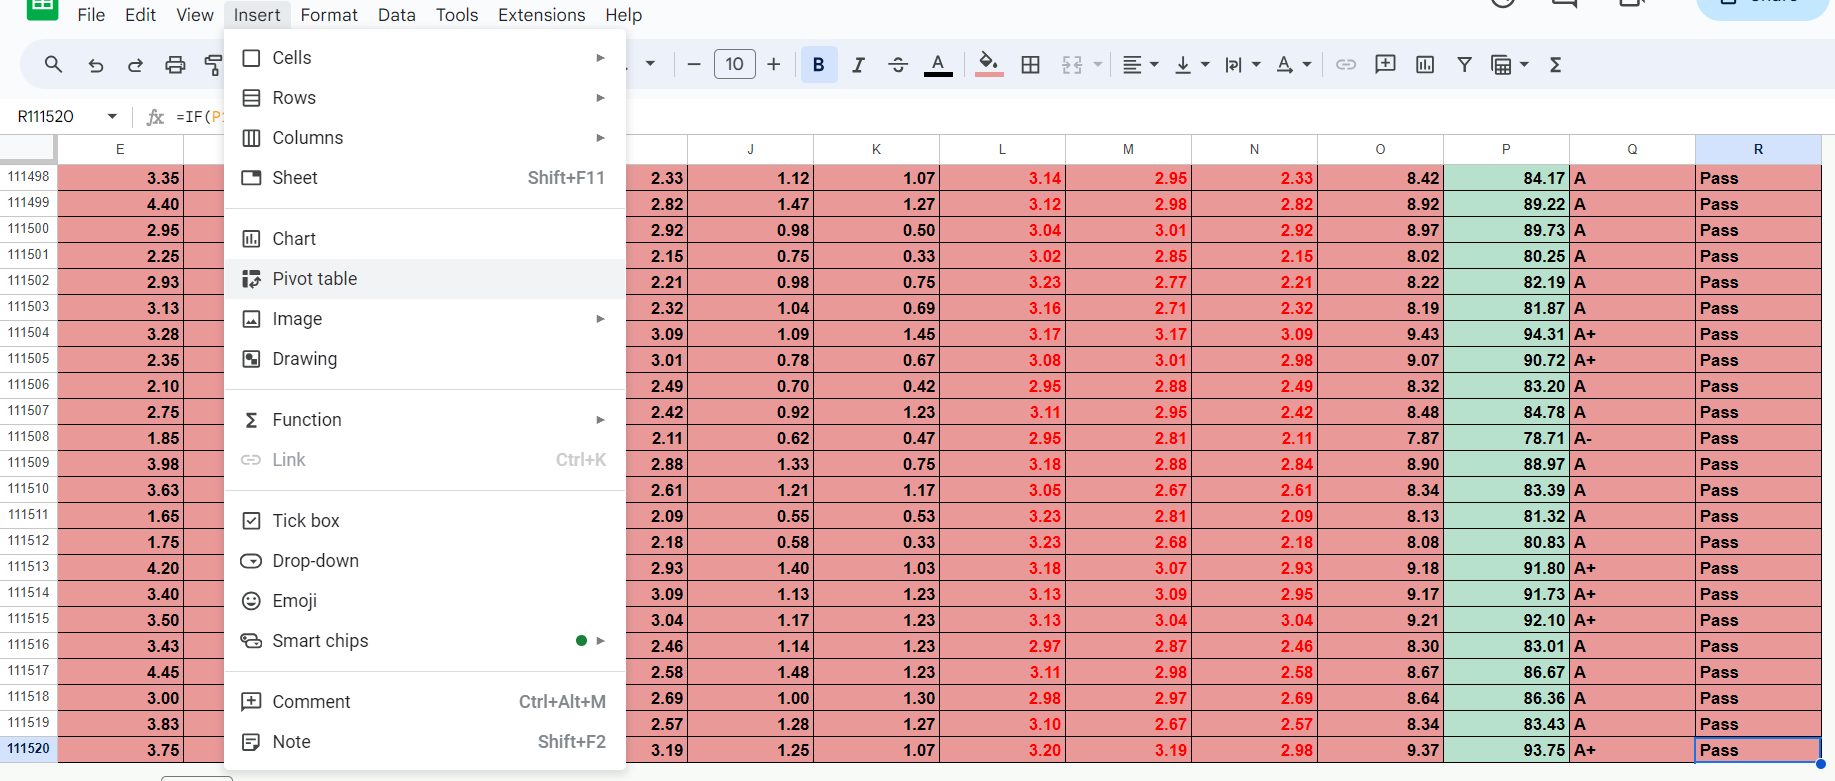 Share
File Edit View Insert Format Data Tools Extensions Help
10 B I A
R111520 fx =IF(P
Cells
Rows
Columns
Sheet Shift+F11
Chart
Pivot table
Image
Drawing
Function
Link Ctrl+K
Tick box
Drop-down
Emoji
Smart chips
Comment Ctrl+Alt+M
Note Shift+F2
E J K L M N O P Q R
111498 3.35 2.33 1.12 1.07 3.14 2.95 2.33 8.42 84.17 A Pass
111499 4.40 2.82 1.47 1.27 3.12 2.98 2.82 8.92 89.22 A Pass
111500 2.95 2.92 0.98 0.50 3.04 3.01 2.92 8.97 89.73 A Pass
111501 2.25 2.15 0.75 0.33 3.02 2.85 2.15 8.02 80.25 A Pass
111502 2.93 2.21 0.98 0.75 3.23 2.77 2.21 8.22 82.19 A Pass
111503 3.13 2.32 1.04 0.69 3.16 2.71 2.32 8.19 81.87 A Pass
111504 3.28 3.09 1.09 1.45 3.17 3.17 3.09 9.43 94.31 A+ Pass
111505 2.35 3.01 0.78 0.67 3.08 3.01 2.98 9.07 90.72 A+ Pass
111506 2.10 2.49 0.70 0.42 2.95 2.88 2.49 8.32 83.20 A Pass
111507 2.75 2.42 0.92 1.23 3.11 2.95 2.42 8.48 84.78 A Pass
111508 1.85 2.11 0.62 0.47 2.95 2.81 2.11 7.87 78.71 A- Pass
111509 3.98 2.88 1.33 0.75 3.18 2.88 2.84 8.90 88.97 A Pass
111510 3.63 2.61 1.21 1.17 3.05 2.67 2.61 8.34 83.39 A Pass
111511 1.65 2.09 0.55 0.53 3.23 2.81 2.09 8.13 81.32 A Pass
111512 1.75 2.18 0.58 0.33 3.23 2.68 2.18 8.08 80.83 A Pass
111513 4.20 2.93 1.40 1.03 3.18 3.07 2.93 9.18 91.80 A+ Pass
111514 3.40 3.09 1.13 1.23 3.13 3.09 2.95 9.17 91.73 A+ Pass
111515 3.50 3.04 1.17 1.23 3.13 3.04 3.04 9.21 92.10 A+ Pass
111516 3.43 2.46 1.14 1.23 2.97 2.87 2.46 8.30 83.01 A Pass
111517 4.45 2.58 1.48 1.23 3.11 2.98 2.58 8.67 86.67 A Pass
111518 3.00 2.69 1.00 1.30 2.98 2.97 2.69 8.64 86.36 A Pass
111519 3.83 2.57 1.28 1.27 3.10 2.67 2.57 8.34 83.43 A Pass
111520 3.75 3.19 1.25 1.07 3.20 3.19 2.98 9.37 93.75 A+ Pass